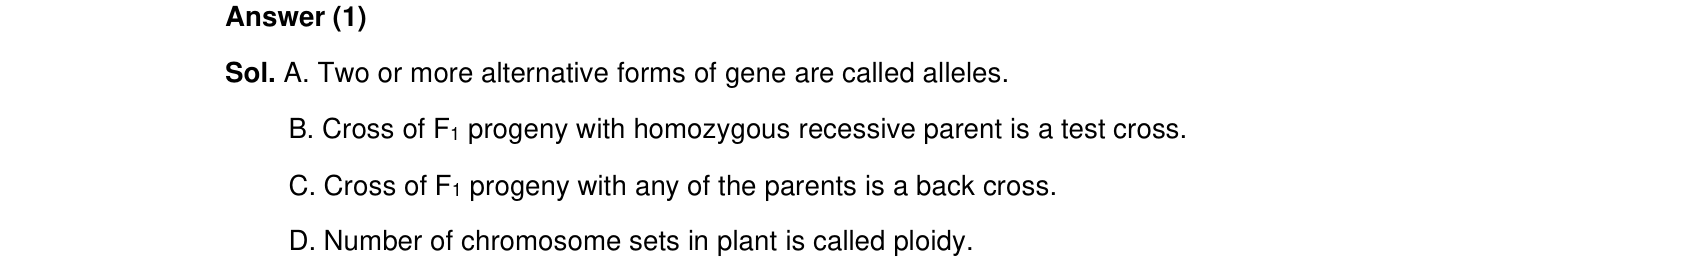 Answer (1)
Sol. A. Two or more alternative forms of gene are called alleles.
B. Cross of F₁ progeny with homozygous recessive parent is a test cross.
C. Cross of F₁ progeny with any of the parents is a back cross.
D. Number of chromosome sets in plant is called ploidy.